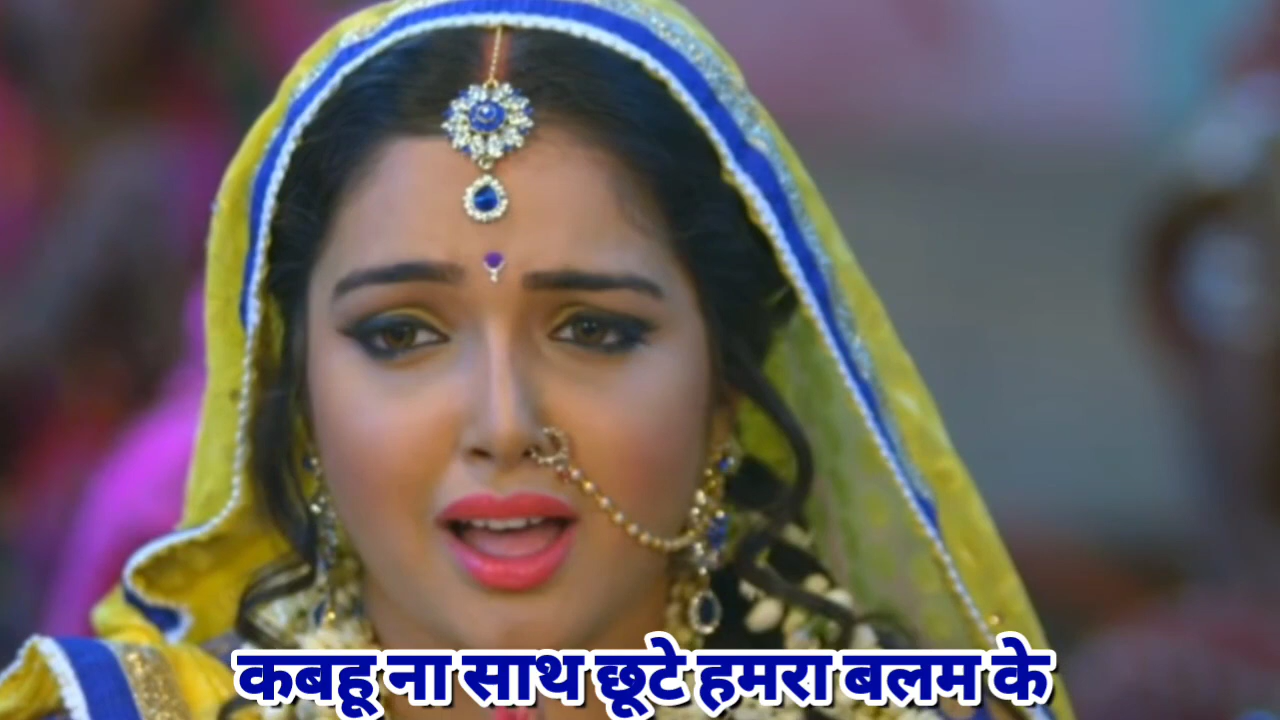 कबहू ना साथ छूटे हमरा बलम के